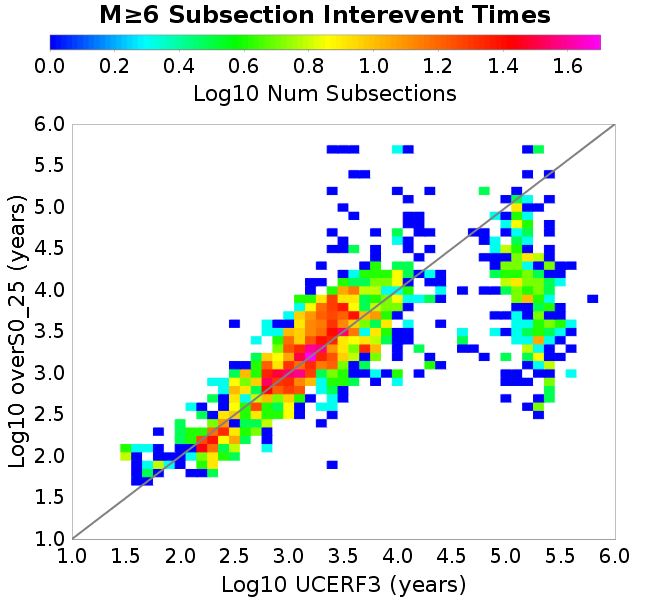 M≥6 Subsection Interevent Times
0.0 0.2 0.4 0.6 0.8 1.0 1.2 1.4 1.6
Log10 Num Subsections
6.0
5.5
5.0
4.5
4.0
3.5
3.0
2.5
2.0
1.5
1.0
Log10 overS0_25 (years)
1.0 1.5 2.0 2.5 3.0 3.5 4.0 4.5 5.0 5.5 6.0
Log10 UCERF3 (years)